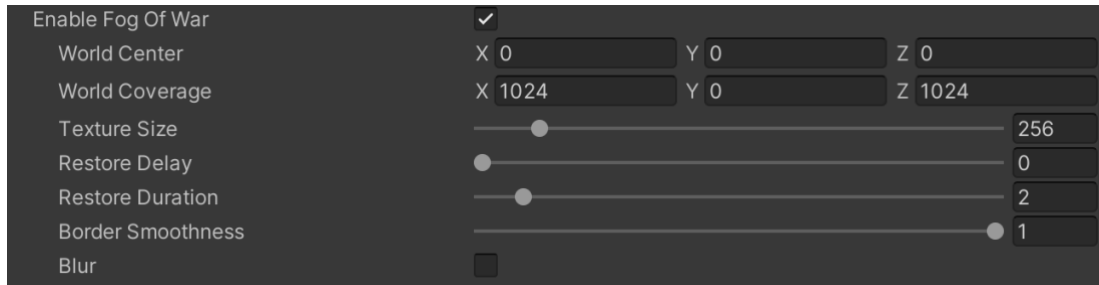 Enable Fog Of War
World Center X 0 Y 0 Z 0
World Coverage X 1024 Y 0 Z 1024
Texture Size 256
Restore Delay 0
Restore Duration 2
Border Smoothness 1
Blur